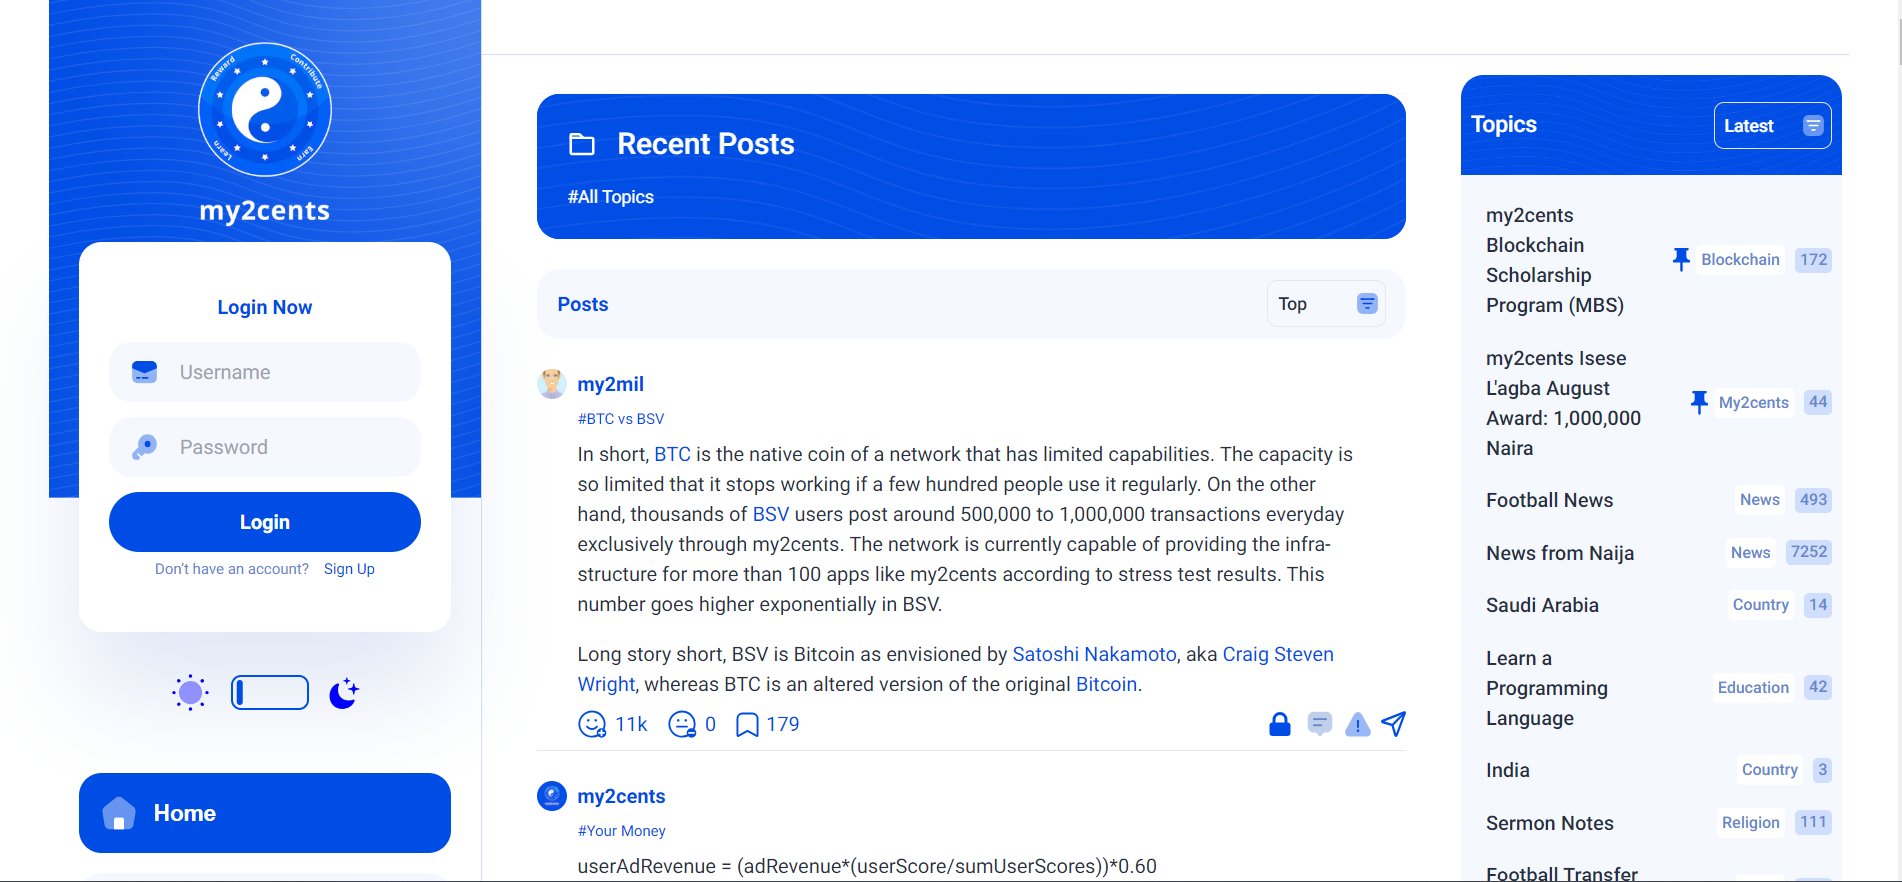 Reward
Contribute
Learn
Earn
my2cents
Login Now
Username
Password
Login
Don't have an account? Sign Up
Home
Recent Posts
#All Topics
Posts
Top
my2mil
#BTC vs BSV
In short, BTC is the native coin of a network that has limited capabilities. The capacity is
so limited that it stops working if a few hundred people use it regularly. On the other
hand, thousands of BSV users post around 500,000 to 1,000,000 transactions everyday
exclusively through my2cents. The network is currently capable of providing the infra-
structure for more than 100 apps like my2cents according to stress test results. This
number goes higher exponentially in BSV.
Long story short, BSV is Bitcoin as envisioned by Satoshi Nakamoto, aka Craig Steven
Wright, whereas BTC is an altered version of the original Bitcoin.
11k 0 179
my2cents
#Your Money
userAdRevenue = (adRevenue*(userScore/sumUserScores))*0.60
Topics
Latest
my2cents
Blockchain
Scholarship
Program (MBS)
Blockchain 172
my2cents Isese
L'agba August
Award: 1,000,000
Naira
My2cents 44
Football News News 493
News from Naija News 7252
Saudi Arabia Country 14
Learn a
Programming
Language
Education 42
India Country 3
Sermon Notes Religion 111
Football Transfer